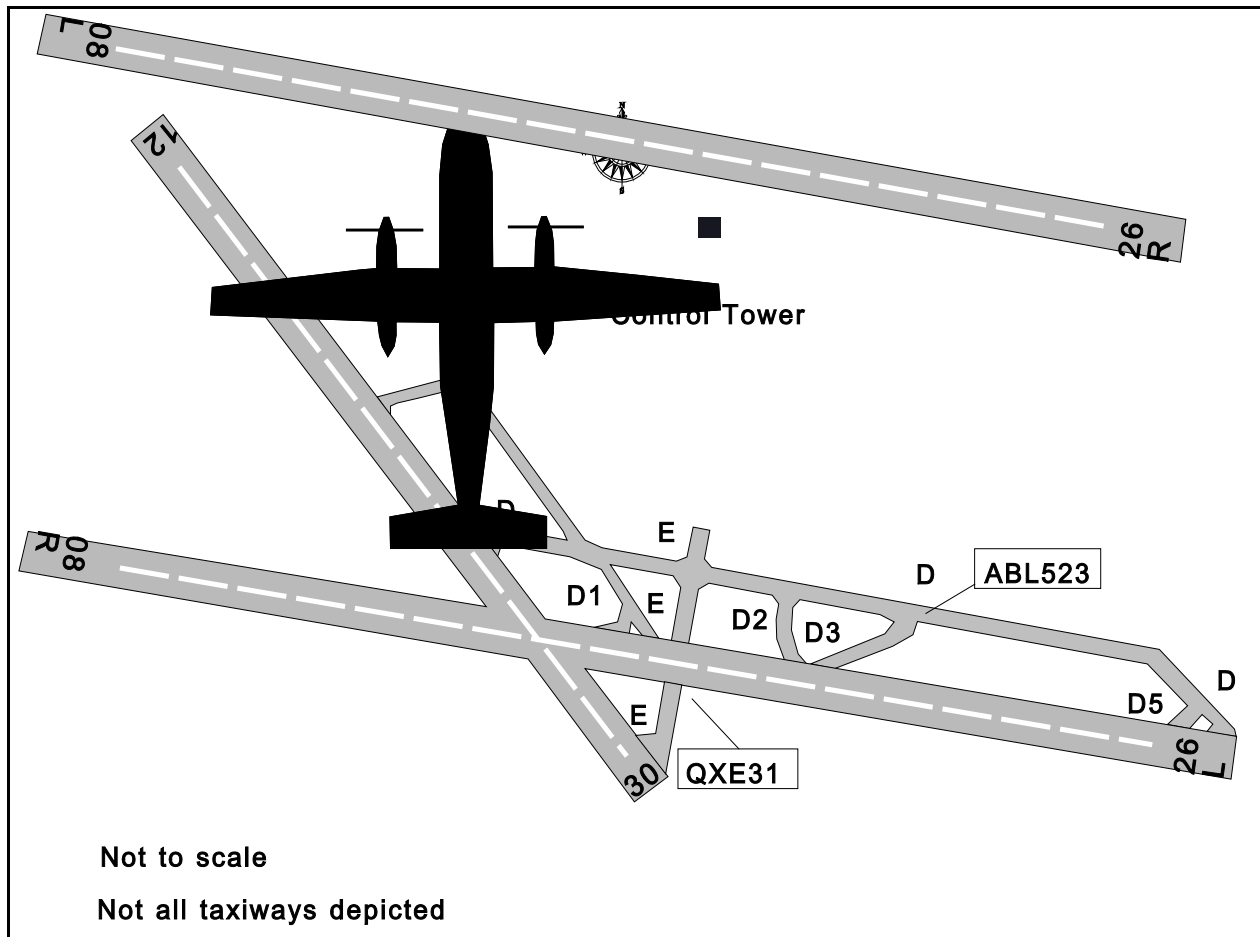 08
L
12
N
S
26
R
Control Tower
D
E
08
R
D
ABL523
D1
E
D2
D3
D
D5
E
26
L
QXE31
30
Not to scale
Not all taxiways depicted